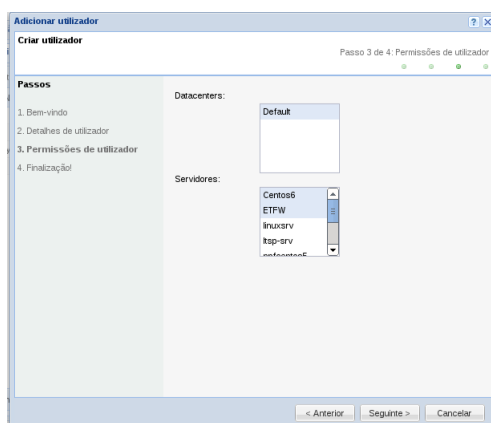 Adicionar utilizador
Criar utilizador
Passo 3 de 4: Permissões de utilizador
Passos
1. Bem-vindo
2. Detalhes de utilizador
3. Permissões de utilizador
4. Finalização!
Datacenters:
Default
Servidores:
Centos6
ETFW
linuxsrv
ltsp-srv
< Anterior
Seguinte >
Cancelar